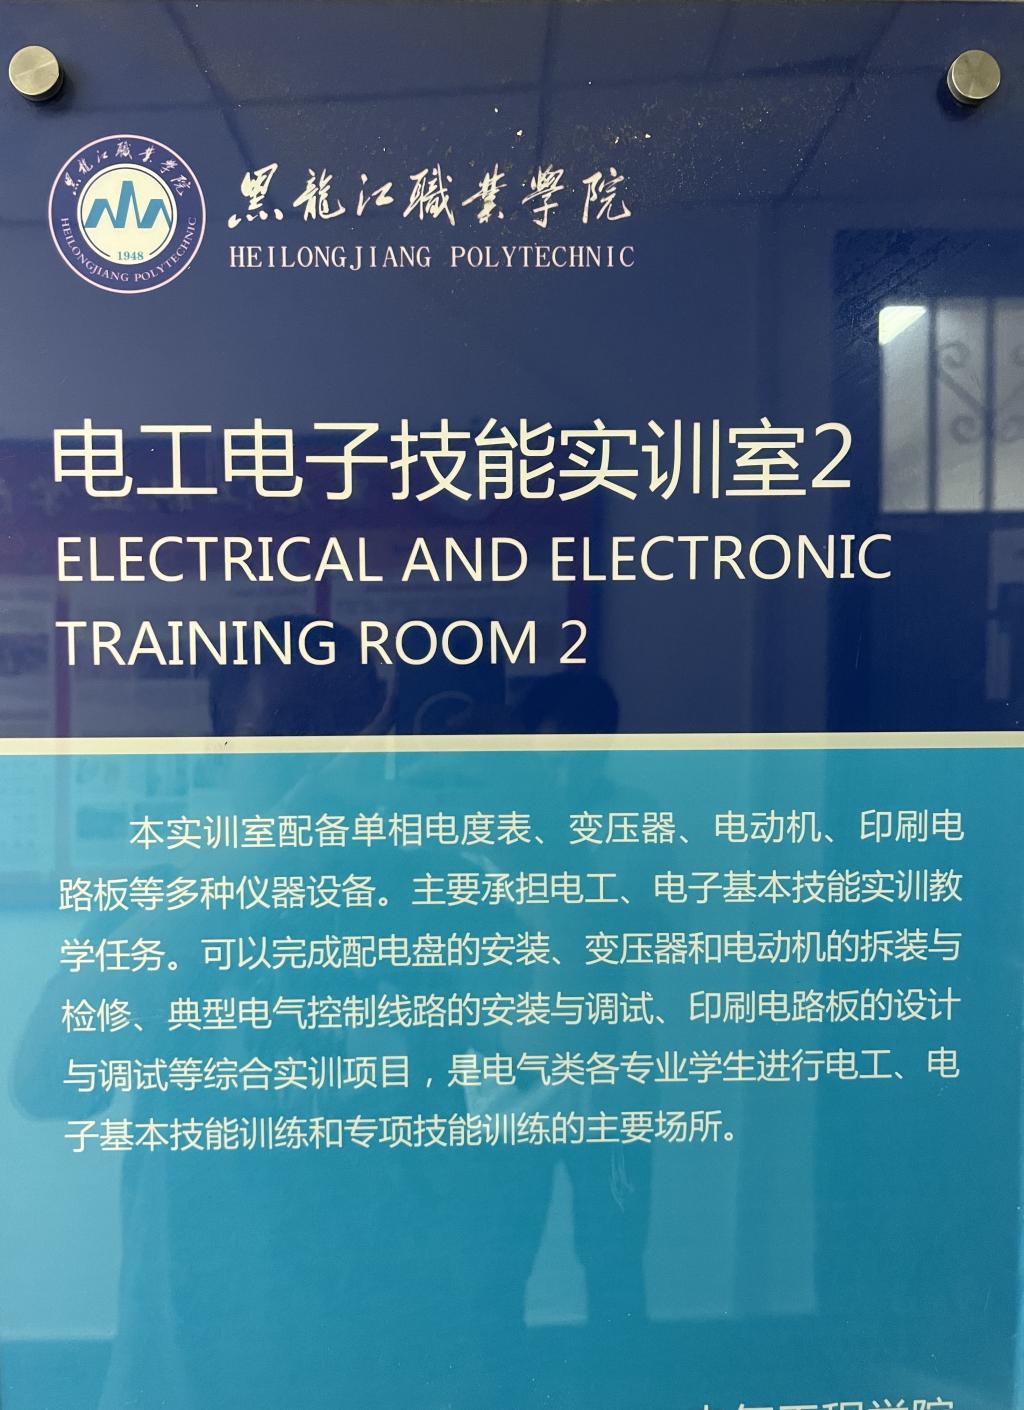 黑龍江職業學院
HEILONGJIANG POLYTECHNIC
1948
黑龍江職業學院
HEILONGJIANG POLYTECHNIC
电工电子技能实训室2
ELECTRICAL AND ELECTRONIC
TRAINING ROOM 2
本实训室配备单相电度表、变压器、电动机、印刷电
路板等多种仪器设备。主要承担电工、电子基本技能实训教
学任务。可以完成配电盘的安装、变压器和电动机的拆装与
检修、典型电气控制线路的安装与调试、印刷电路板的设计
与调试等综合实训项目，是电气类各专业学生进行电工、电
子基本技能训练和专项技能训练的主要场所。